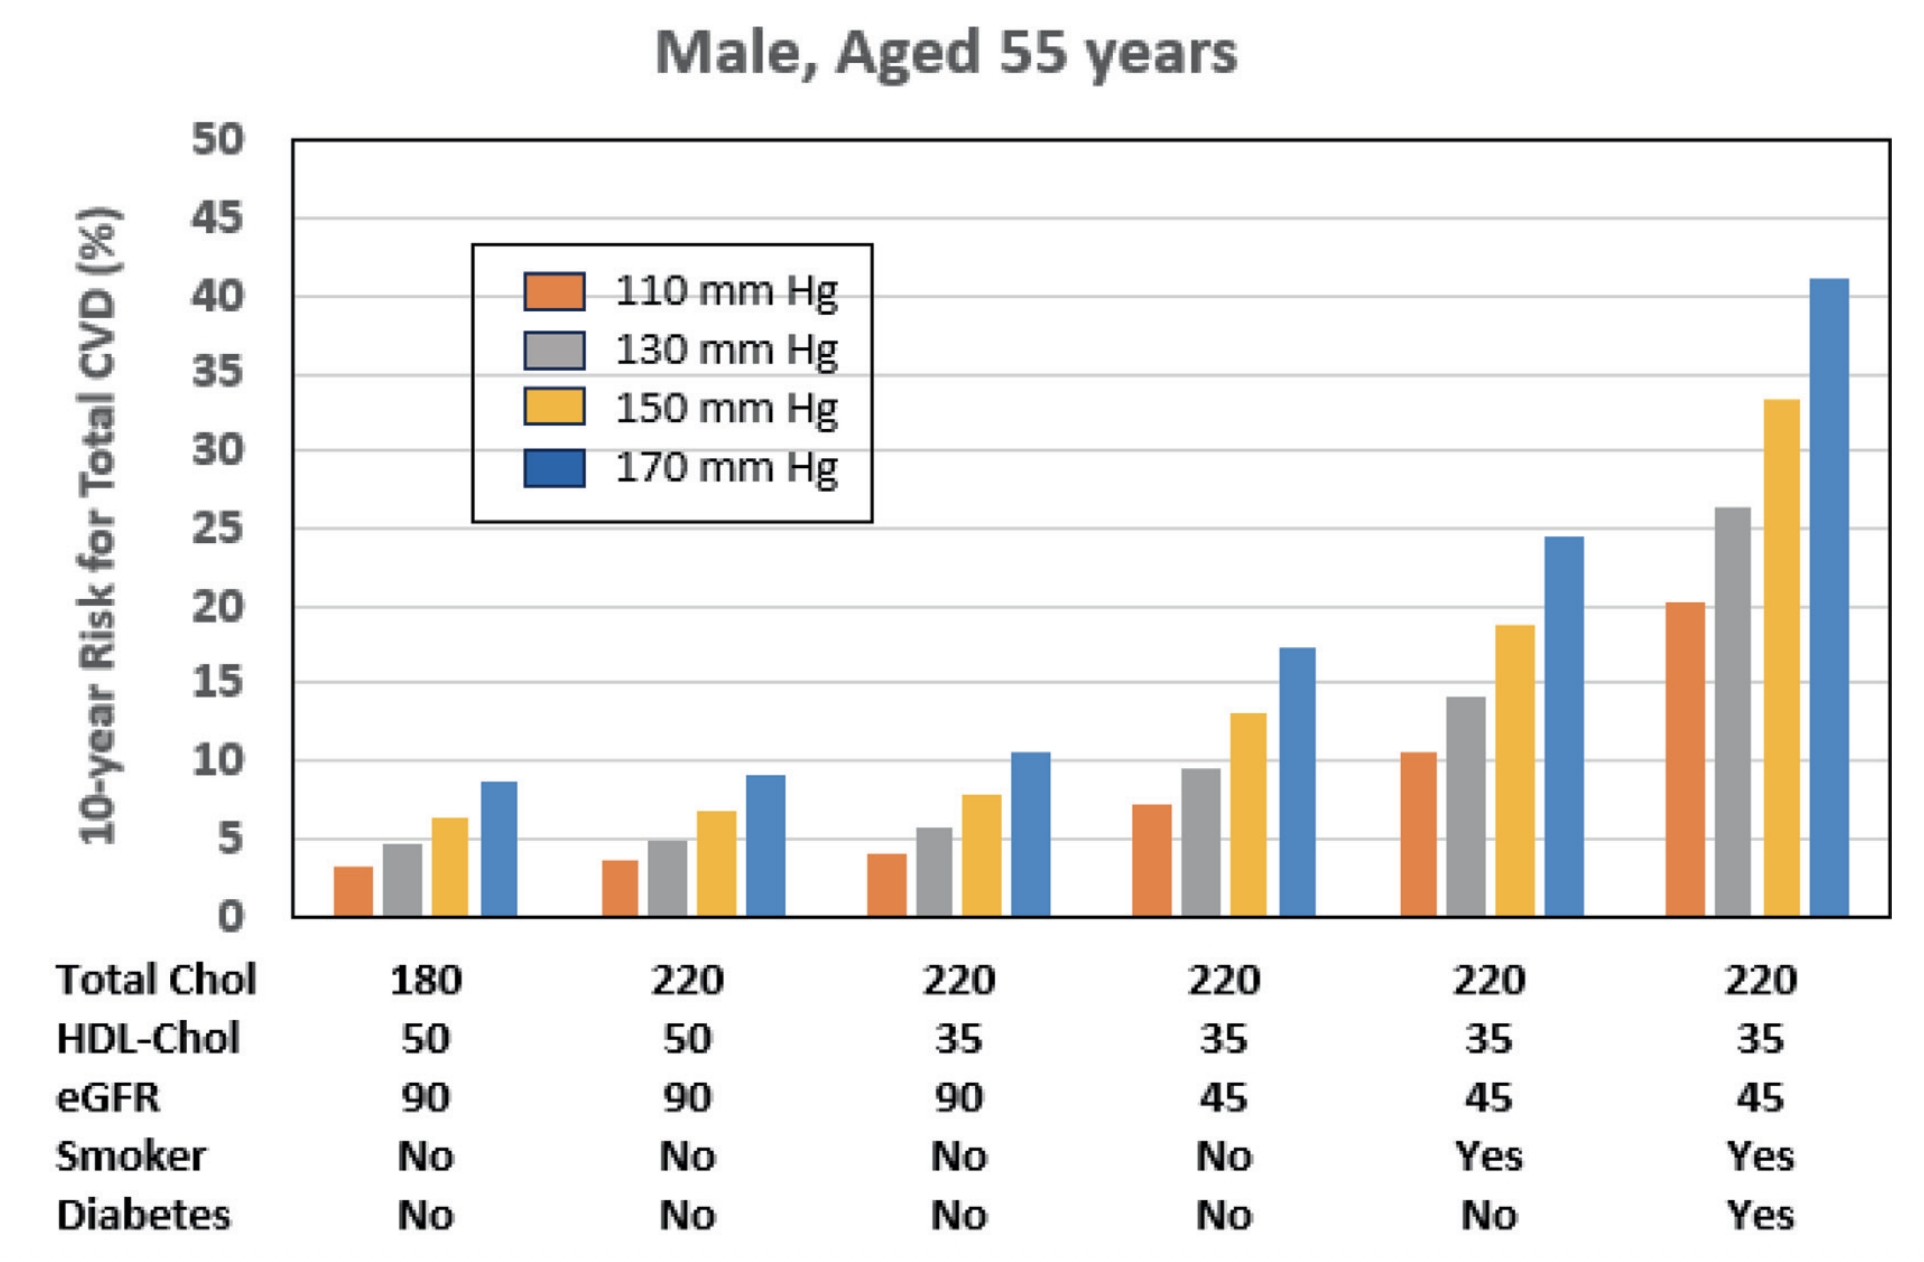 Male, Aged 55 years
10-year Risk for Total CVD (%)
50
45
40
35
30
25
20
15
10
5
0
110 mm Hg
130 mm Hg
150 mm Hg
170 mm Hg
Total Chol 180 220 220 220 220 220
HDL-Chol 50 50 35 35 35 35
eGFR 90 90 90 45 45 45
Smoker No No No No Yes Yes
Diabetes No No No No No Yes